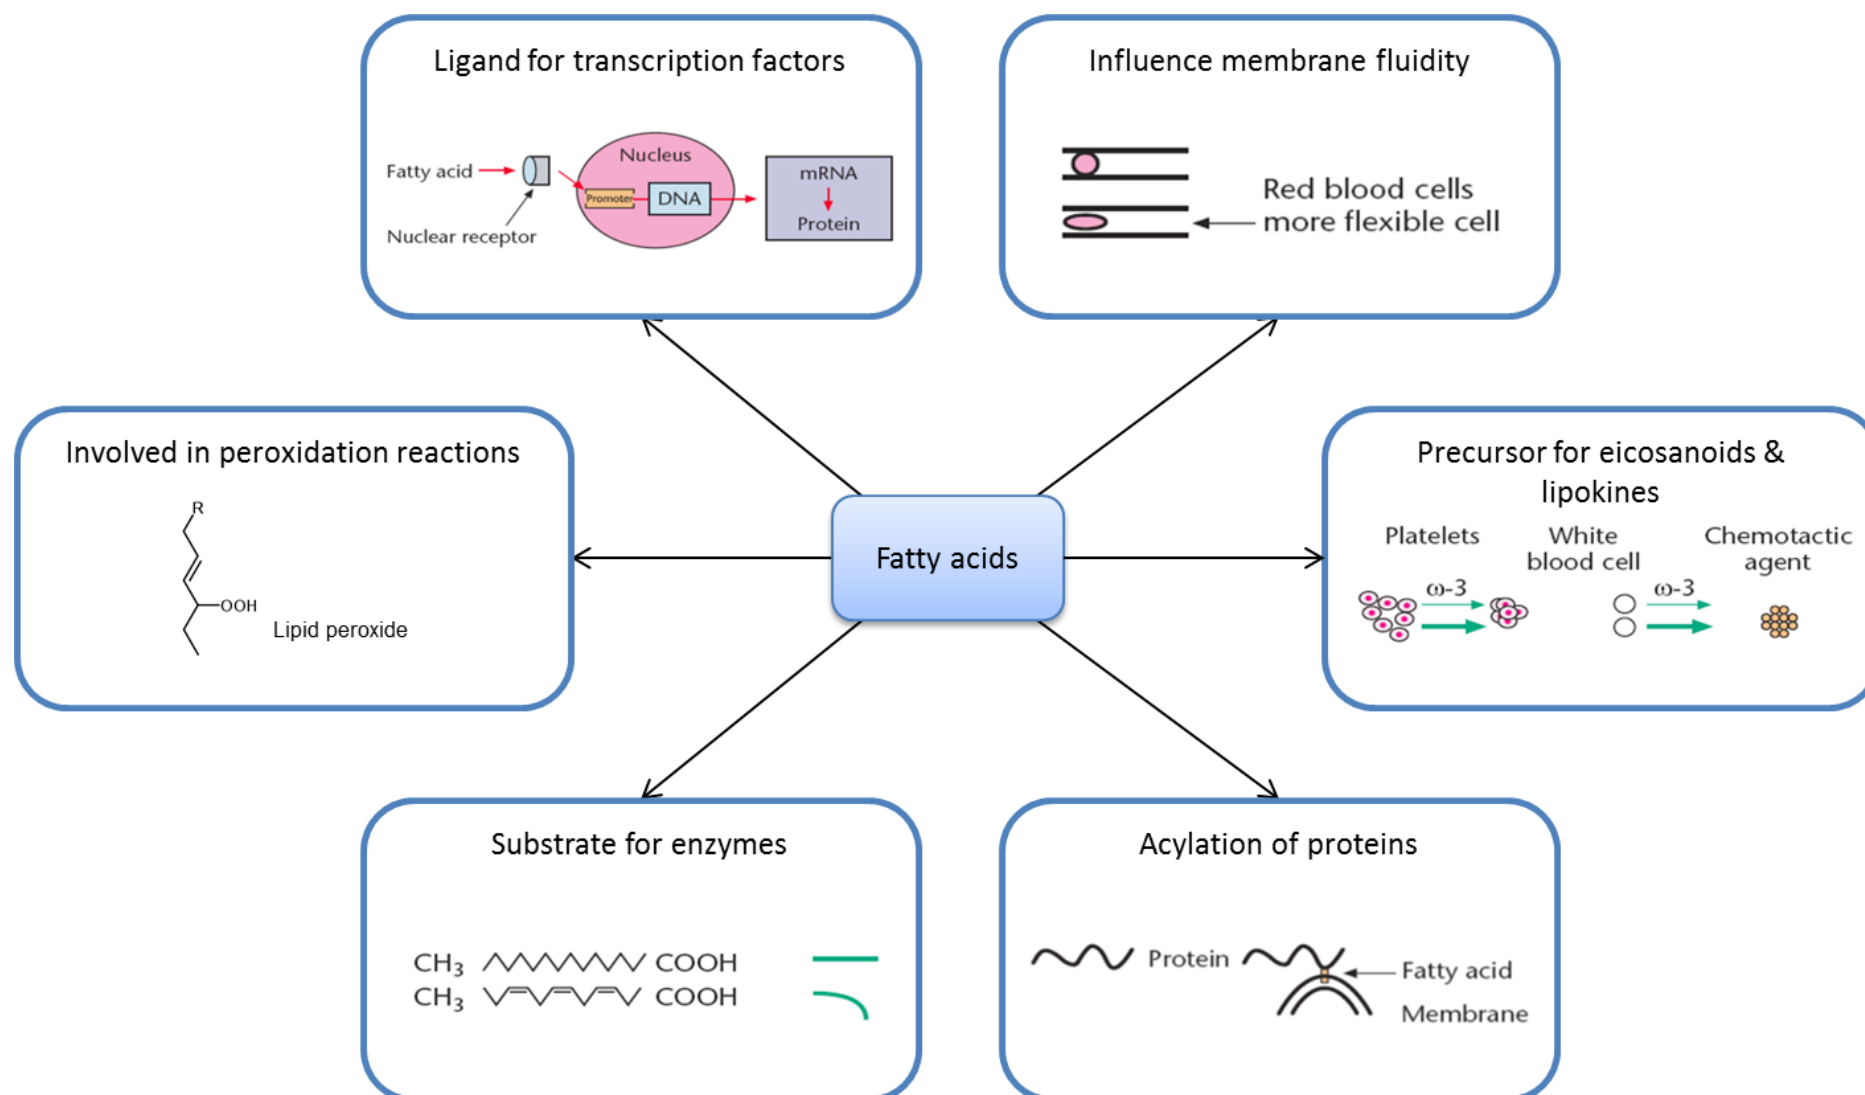 Ligand for transcription factors
Fatty acid
Nuclear receptor
Nucleus
Promoter
DNA
mRNA
Protein
Influence membrane fluidity
Red blood cells
more flexible cell
Involved in peroxidation reactions
R
OOH
Lipid peroxide
Fatty acids
Precursor for eicosanoids &
lipokines
Platelets
White
blood cell
Chemotactic
agent
ω-3
ω-3
Substrate for enzymes
CH₃ COOH
CH₃ COOH
Acylation of proteins
Protein
Fatty acid
Membrane